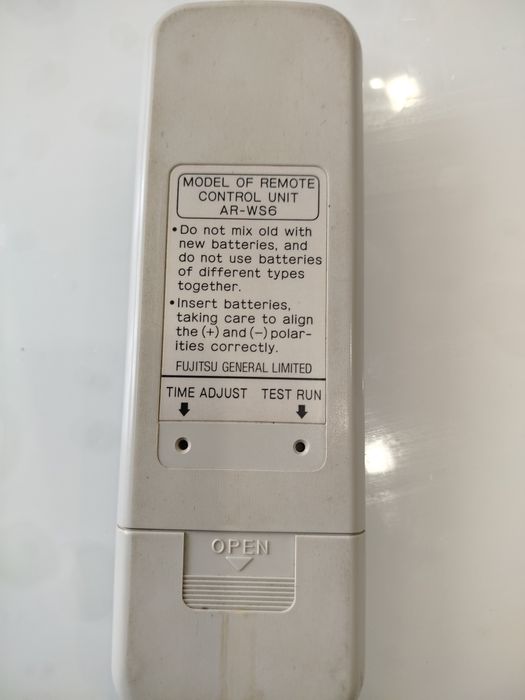 MODEL OF REMOTE
CONTROL UNIT
AR-WS6
•Do not mix old with
new batteries, and
do not use batteries
of different types
together.
•Insert batteries,
taking care to align
the (+) and (−) polar-
ities correctly.
FUJITSU GENERAL LIMITED
TIME ADJUST TEST RUN
OPEN